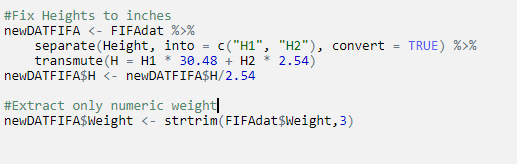 #Fix Heights to inches
newDATFIFA <- FIFAdat %>%
    separate(Height, into = c("H1", "H2"), convert = TRUE) %>%
    transmute(H = H1 * 30.48 + H2 * 2.54)
newDATFIFA$H <- newDATFIFA$H/2.54

#Extract only numeric weight
newDATFIFA$Weight <- strtrim(FIFAdat$Weight,3)